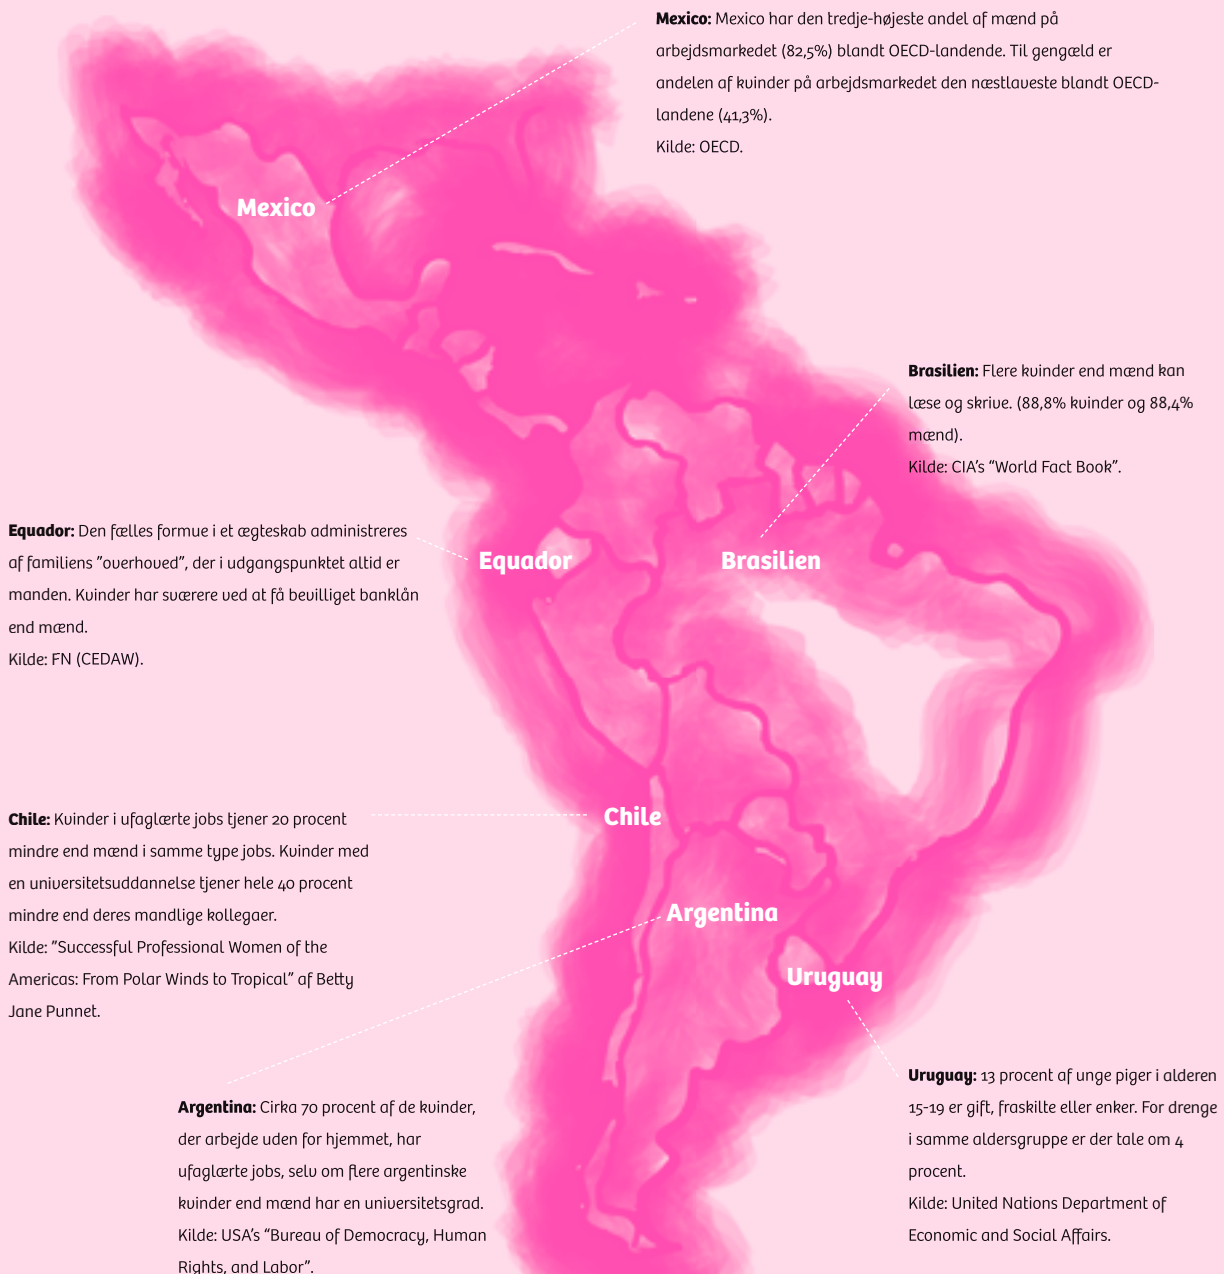 Mexico: Mexico har den tredje-højeste andel af mænd på
arbejdsmarkedet (82,5%) blandt OECD-landende. Til gengæld er
andelen af kvinder på arbejdsmarkedet den næstlaveste blandt OECD-
landene (41,3%).
Kilde: OECD.
Mexico
Brasilien: Flere kvinder end mænd kan
læse og skrive. (88,8% kvinder og 88,4%
mænd).
Kilde: CIA's “World Fact Book”.
Equador: Den fælles formue i et ægteskab administreres
af familiens ”overhoved”, der i udgangspunktet altid er
manden. Kvinder har sværere ved at få bevilliget banklån
end mænd.
Kilde: FN (CEDAW).
Equador
Brasilien
Chile: Kvinder i ufaglærte jobs tjener 20 procent
mindre end mænd i samme type jobs. Kvinder med
en universitetsuddannelse tjener hele 40 procent
mindre end deres mandlige kollegaer.
Kilde: ”Successful Professional Women of the
Americas: From Polar Winds to Tropical” af Betty
Jane Punnet.
Chile
Argentina
Uruguay
Argentina: Cirka 70 procent af de kvinder,
der arbejde uden for hjemmet, har
ufaglærte jobs, selv om flere argentinske
kvinder end mænd har en universitetsgrad.
Kilde: USA's “Bureau of Democracy, Human
Rights, and Labor”.
Uruguay: 13 procent af unge piger i alderen
15-19 er gift, fraskilte eller enker. For drenge
i samme aldersgruppe er der tale om 4
procent.
Kilde: United Nations Department of
Economic and Social Affairs.